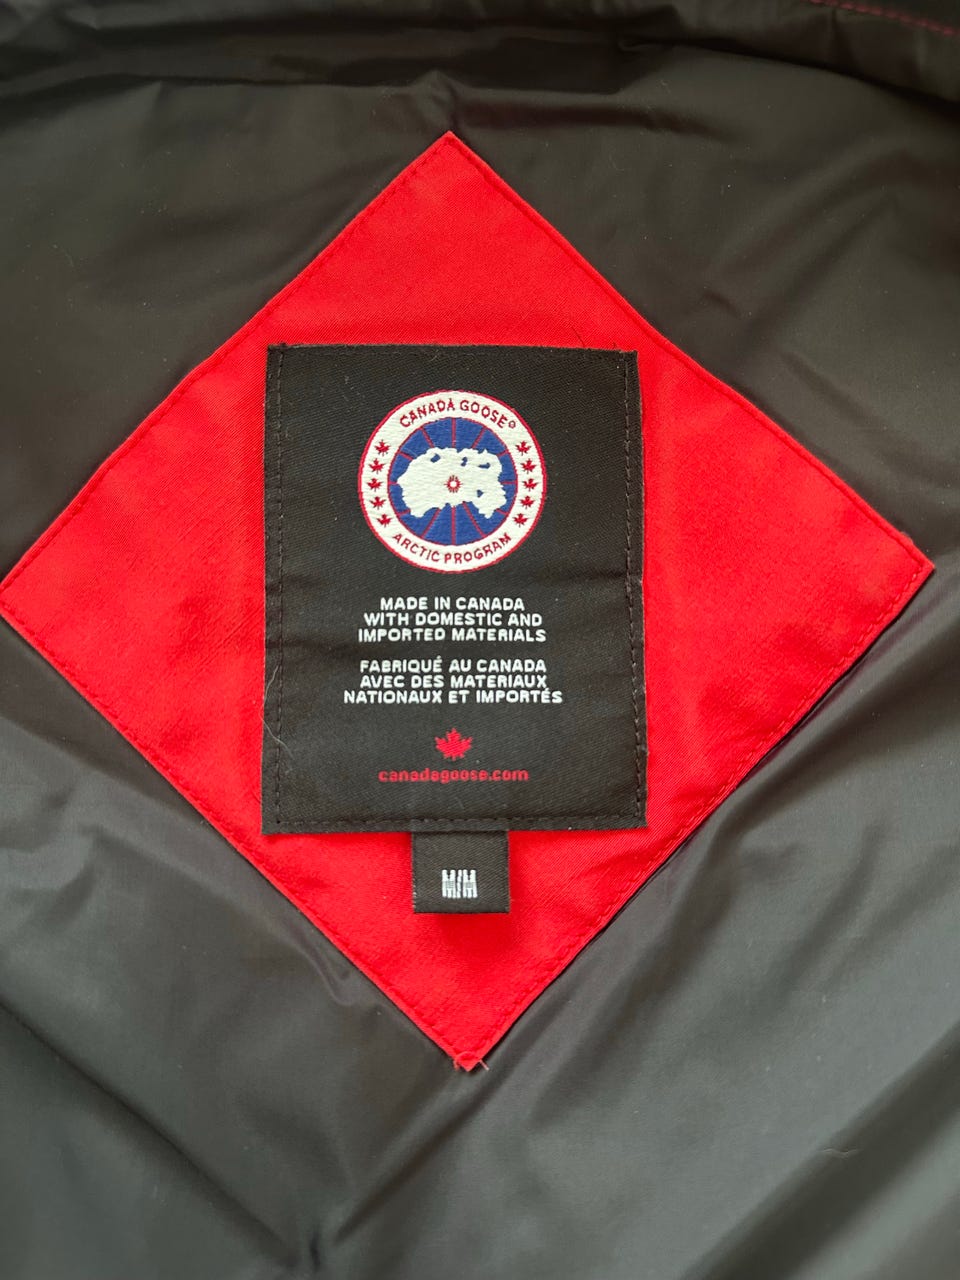 CANADA GOOSE®
ARCTIC PROGRAM
MADE IN CANADA
WITH DOMESTIC AND
IMPORTED MATERIALS
FABRIQUÉ AU CANADA
AVEC DES MATERIAUX
NATIONAUX ET IMPORTÉS
canadagoose.com
M/M